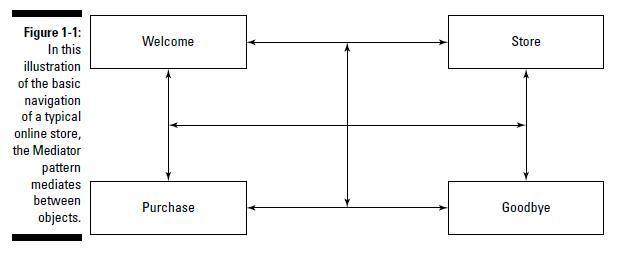 Figure 1-1:
In this
illustration
of the basic
navigation
of a typical
online store,
the Mediator
pattern
mediates
between
objects.
Welcome
Store
Purchase
Goodbye